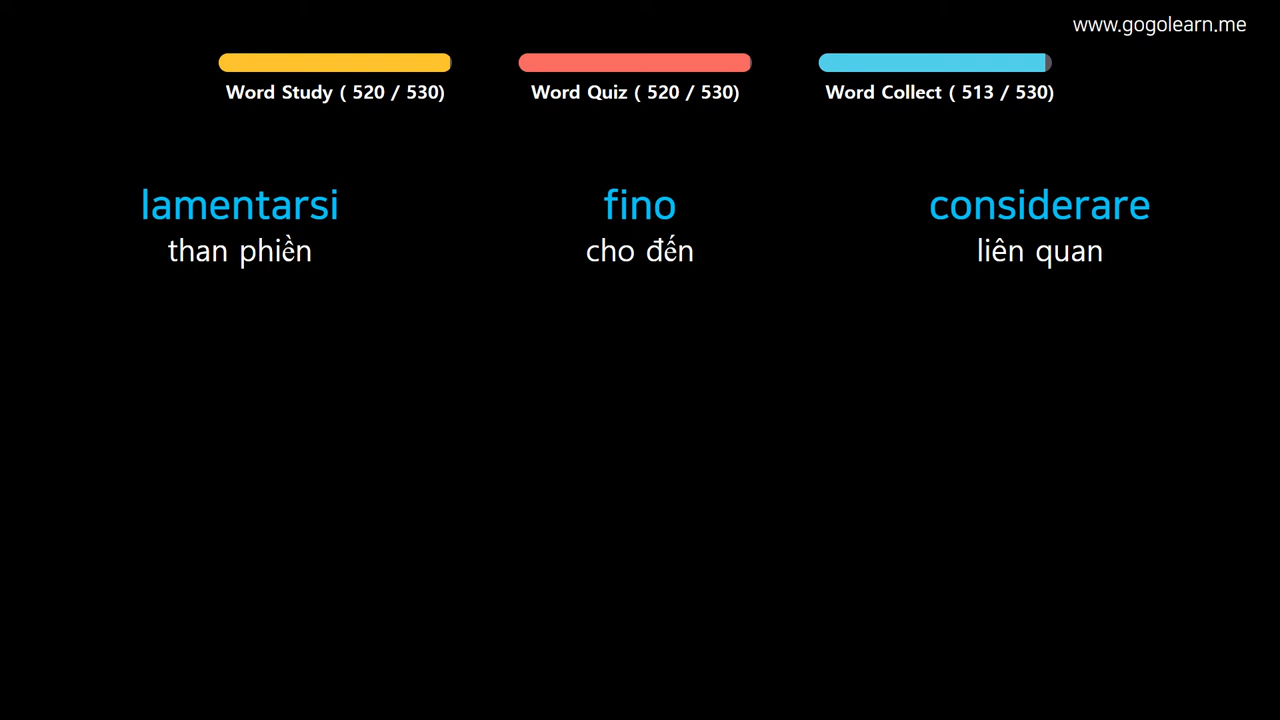 www.gogolearn.me
Word Study ( 520 / 530)
Word Quiz ( 520 / 530)
Word Collect ( 513 / 530)
lamentarsi
than phiền
fino
cho đến
considerare
liên quan